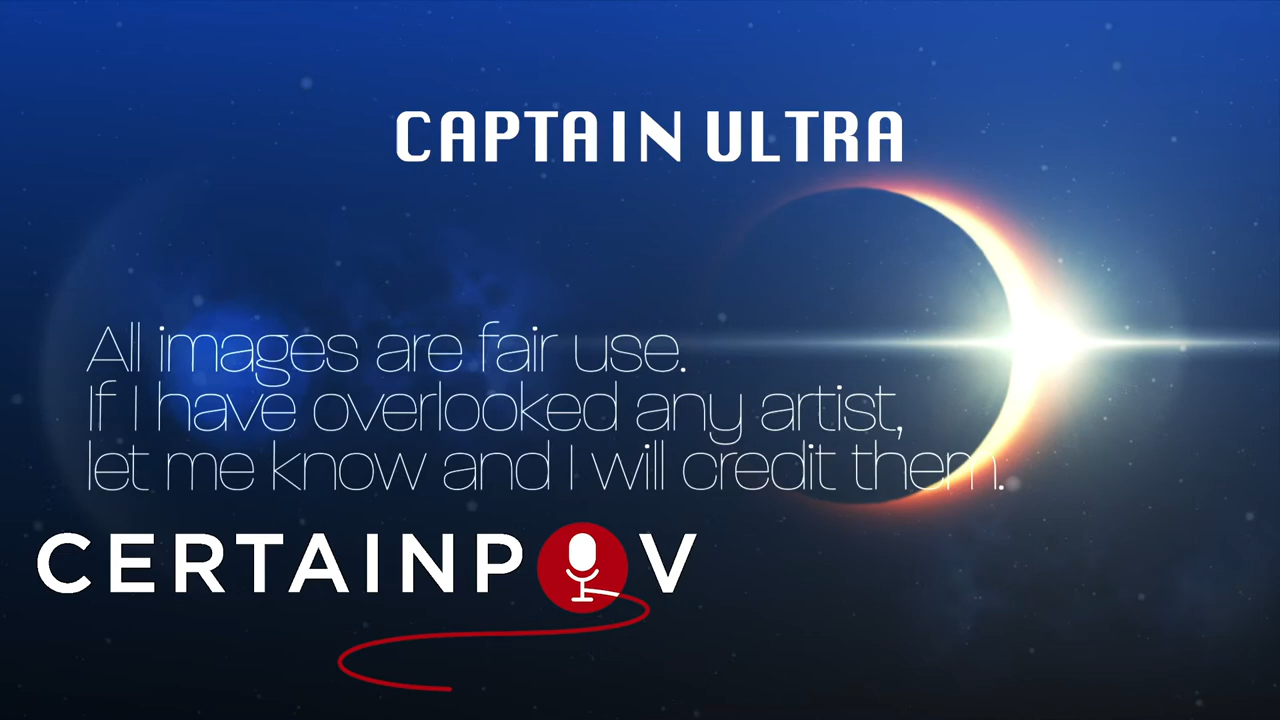 CAPTAIN ULTRA
All images are fair use.
If I have overlooked any artist,
let me know and I will credit them.
CERTAINPOV